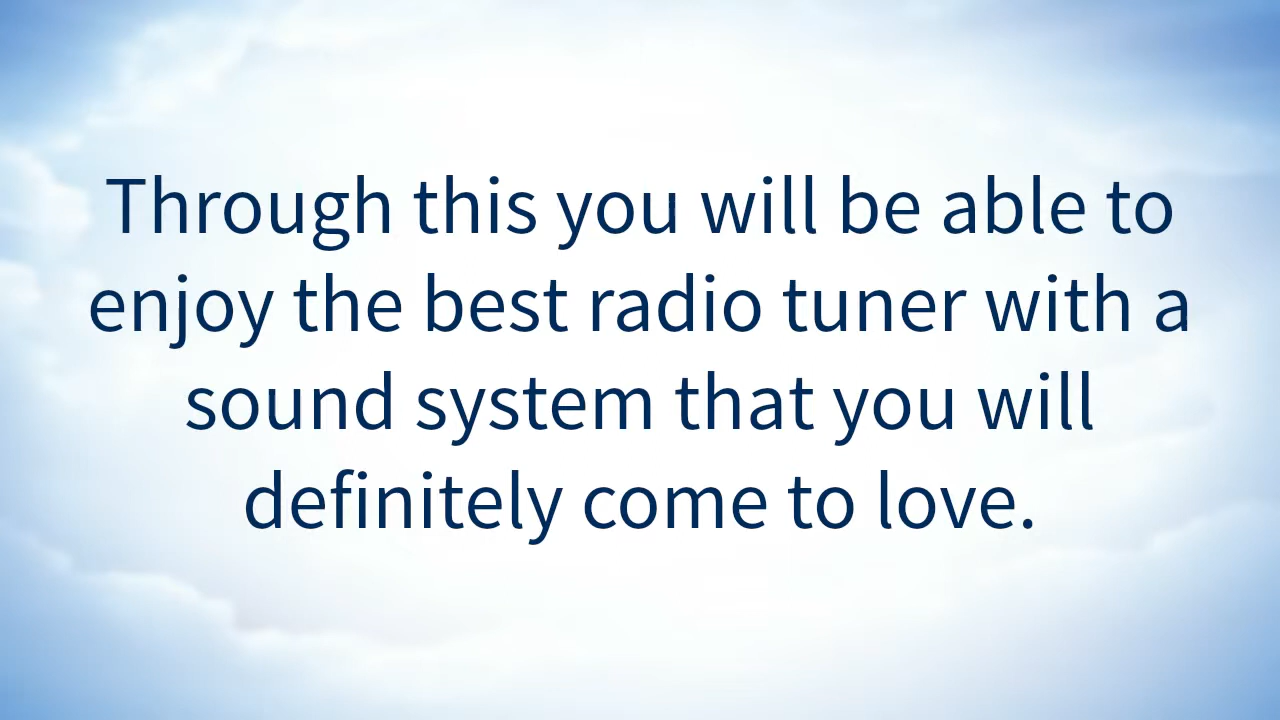 Through this you will be able to
enjoy the best radio tuner with a
sound system that you will
definitely come to love.